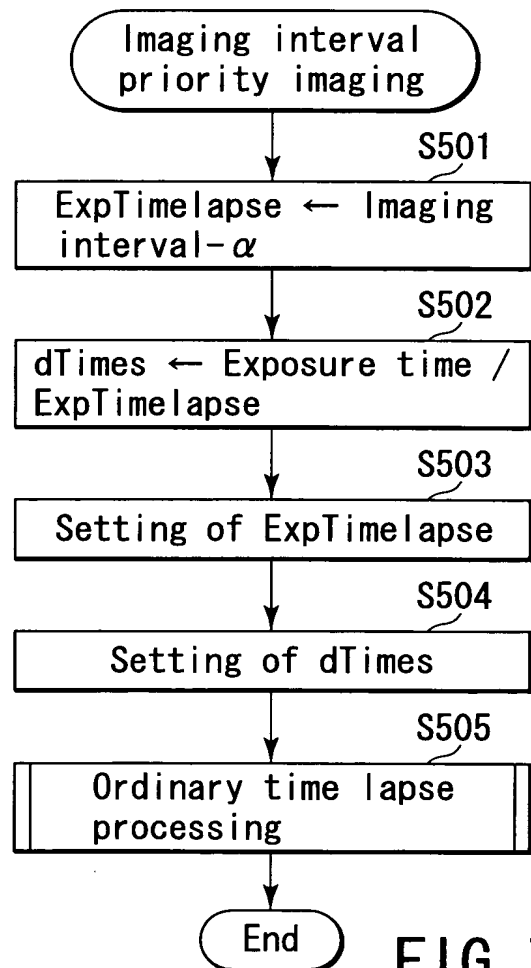 Imaging interval
priority imaging
S501
ExpTimelapse ← Imaging
interval-α
S502
dTimes ← Exposure time /
ExpTimelapse
S503
Setting of ExpTimelapse
S504
Setting of dTimes
S505
Ordinary time lapse
processing
End
FIG